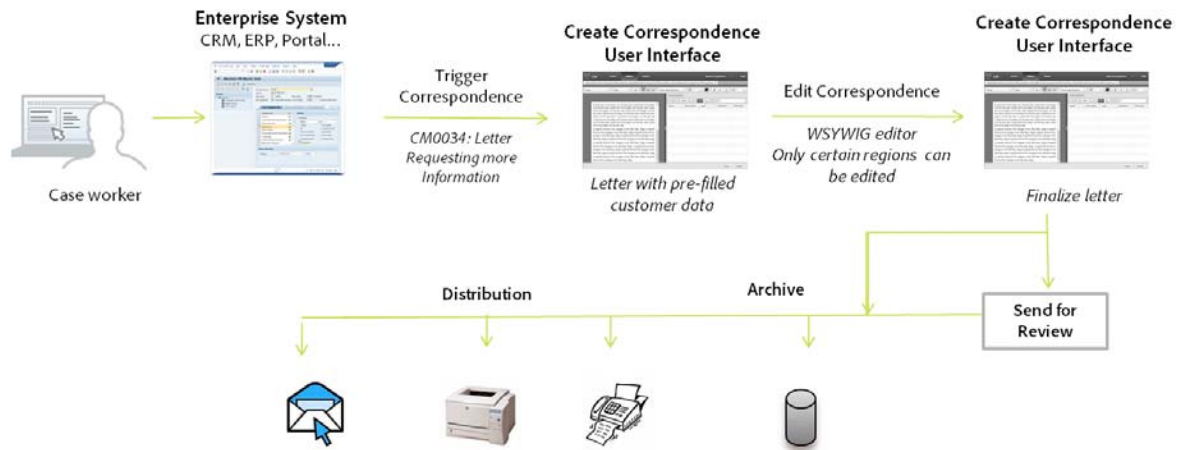 Enterprise System
CRM, ERP, Portal...
Case worker
Trigger
Correspondence
CM0034: Letter
Requesting more
Information
Create Correspondence
User Interface
Letter with pre-filled
customer data
Edit Correspondence
WSYWIG editor
Only certain regions can
be edited
Create Correspondence
User Interface
Finalize letter
Distribution
Archive
Send for
Review